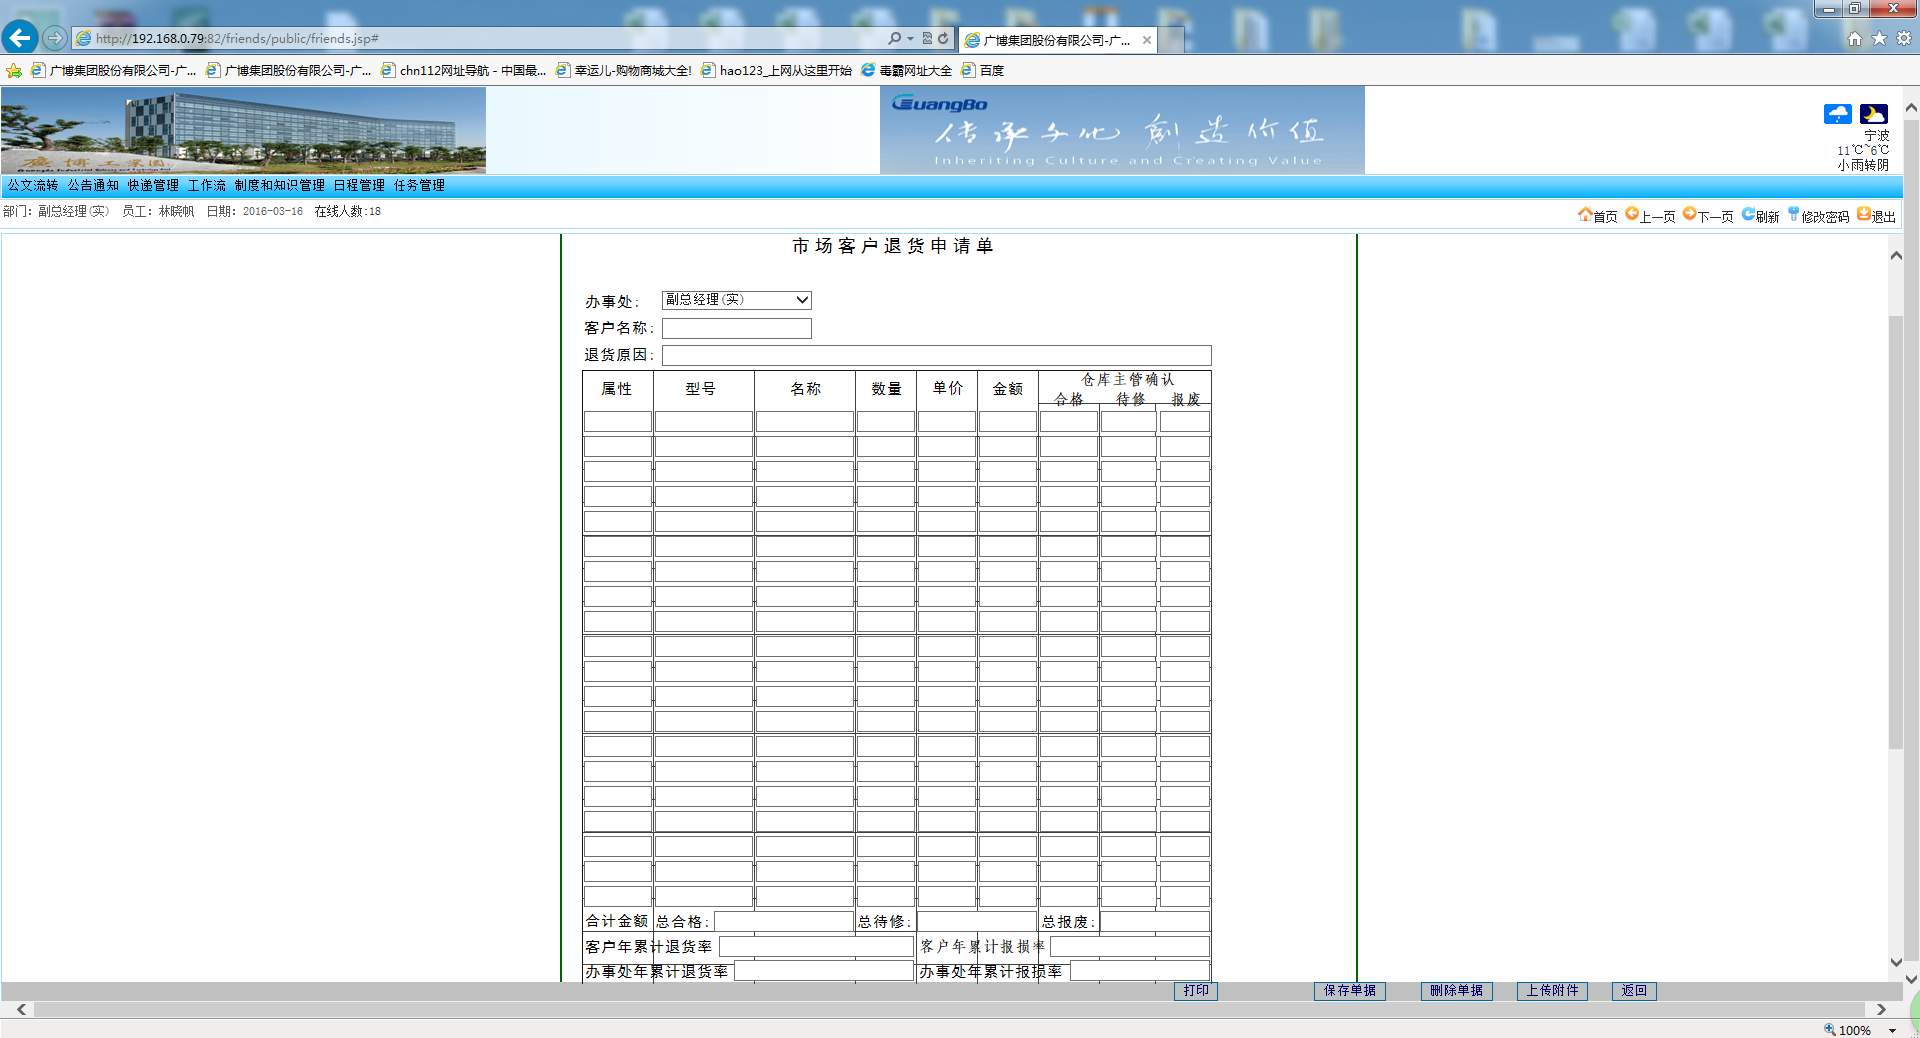 http://192.168.0.79:82/friends/public/friends.jsp#
广博集团股份有限公司-广...
广博集团股份有限公司-广... 广博集团股份有限公司-广... chn112网址导航 - 中国最... 幸运儿-购物商城大全! hao123_上网从这里开始 毒霸网址大全 百度
广博工业园
GuangBo
传承文化 創造价值
Inheriting Culture and Creating Value
宁波
11℃~6℃
小雨转阴
公文流转 公告通知 快递管理 工作流 制度和知识管理 日程管理 任务管理
部门: 副总经理(实) 员工: 林晓帆 日期: 2016-03-16 在线人数:18
首页 上一页 下一页 刷新 修改密码 退出
市场客户退货申请单
办事处: 副总经理(实)
客户名称:
退货原因:
属性 型号 名称 数量 单价 金额 仓库主管确认
合格 待修 报废
合计金额 总合格: 总待修: 总报废:
客户年累计退货率 客户年累计报损率
办事处年累计退货率 办事处年累计报损率
打印 保存单据 删除单据 上传附件 返回
100%